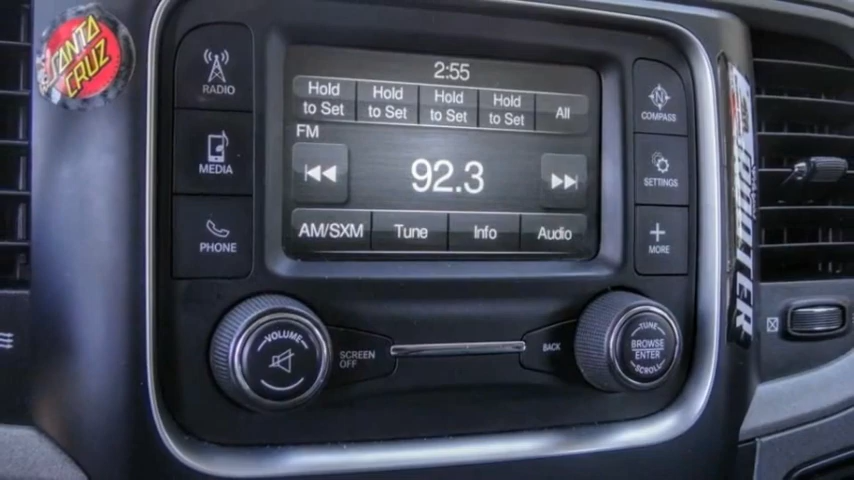 SANTA
CRUZ
RADIO
MEDIA
PHONE
2:55
Hold to Set
Hold to Set
Hold to Set
Hold to Set
All
FM
92.3
AM/SXM
Tune
Info
Audio
N
COMPASS
SETTINGS
MORE
VOLUME
SCREEN
OFF
BACK
TUNE
BROWSE
ENTER
SCROLL